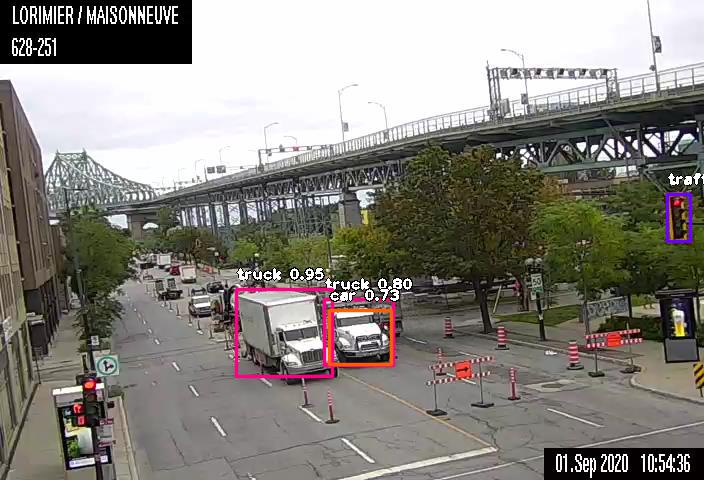 LORIMIER / MAISONNEUVE
628-251
traf
truck 0.95
truck 0.80
car 0.73
01.Sep 2020 10:54:36